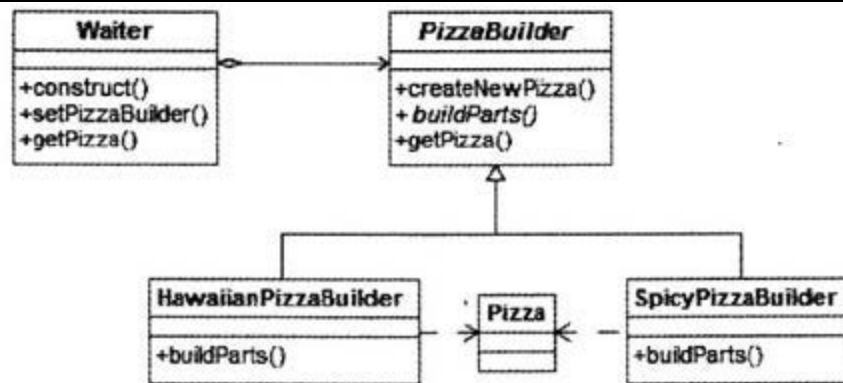 Waiter
+construct()
+setPizzaBuilder()
+getPizza()
PizzaBuilder
+createNewPizza()
+ buildParts()
+getPizza()
HawaiianPizzaBuilder
+buildParts()
Pizza
SpicyPizzaBuilder
+buildParts()